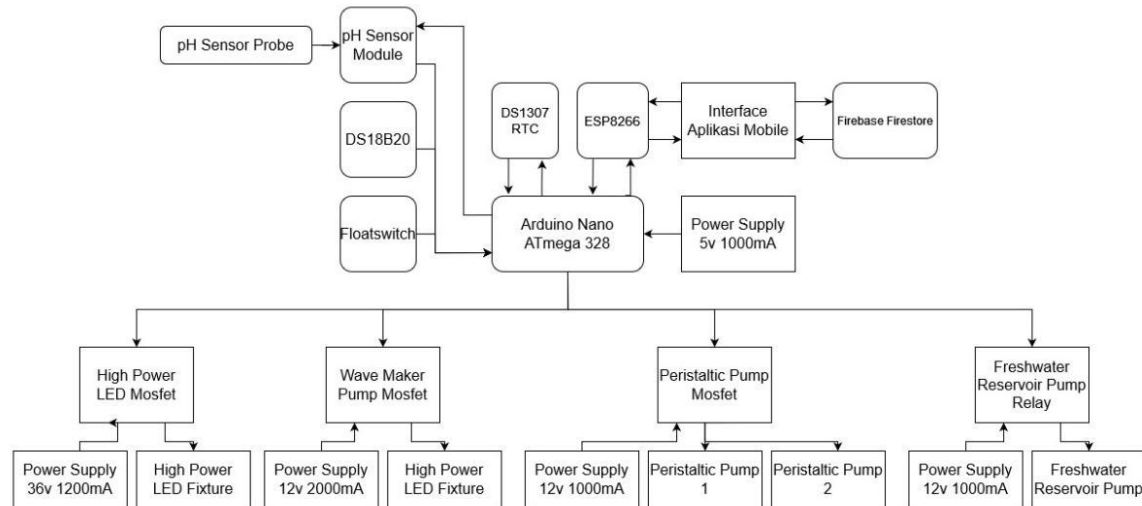 pH Sensor Probe
pH Sensor
Module
DS18B20
Floatswitch
DS1307
RTC
ESP8266
Interface
Aplikasi Mobile
Firebase Firestore
Arduino Nano
ATmega 328
Power Supply
5v 1000mA
High Power
LED Mosfet
Wave Maker
Pump Mosfet
Peristaltic Pump
Mosfet
Freshwater
Reservoir Pump
Relay
Power Supply
36v 1200mA
High Power
LED Fixture
Power Supply
12v 2000mA
High Power
LED Fixture
Power Supply
12v 1000mA
Peristaltic Pump
1
Peristaltic Pump
2
Power Supply
12v 1000mA
Freshwater
Reservoir Pump